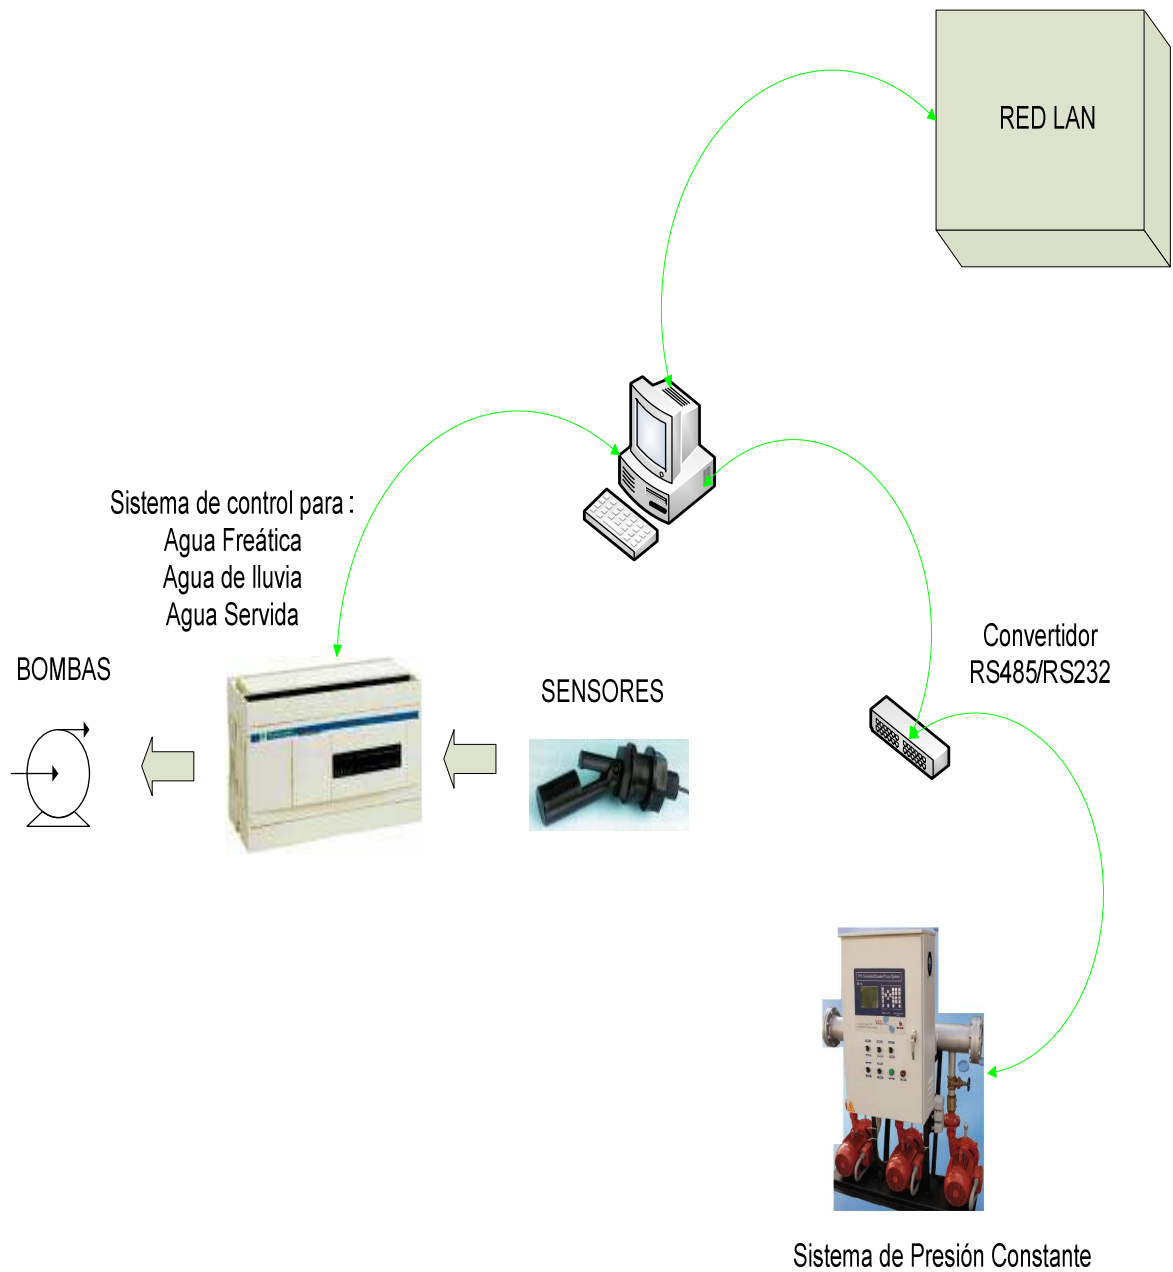 RED LAN
Sistema de control para :
Agua Freática
Agua de lluvia
Agua Servida
BOMBAS
SENSORES
Convertidor
RS485/RS232
Sistema de Presión Constante